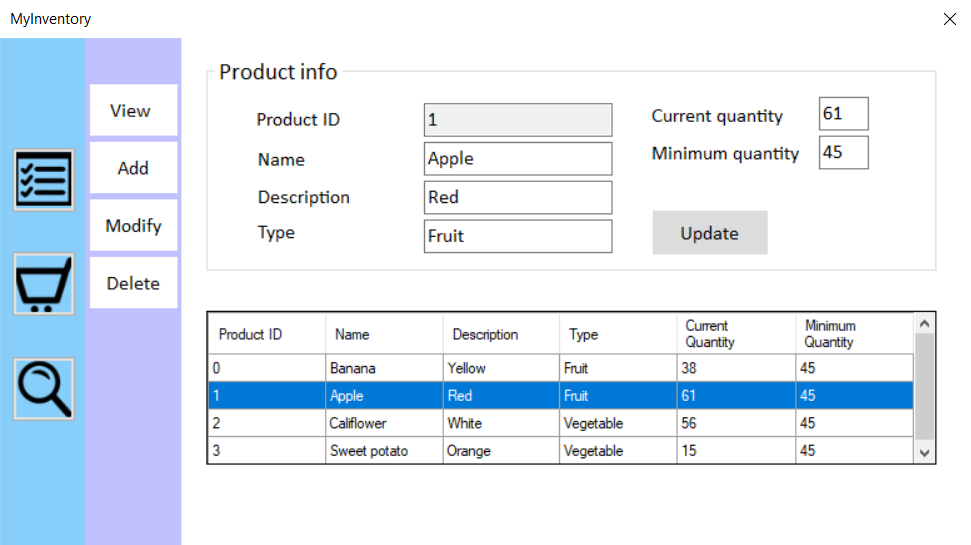 MyInventory
View
Add
Modify
Delete
Product info
Product ID 1
Name Apple
Description Red
Type Fruit
Current quantity 61
Minimum quantity 45
Update
Product ID Name Description Type Current Quantity Minimum Quantity
0 Banana Yellow Fruit 38 45
1 Apple Red Fruit 61 45
2 Califlower White Vegetable 56 45
3 Sweet potato Orange Vegetable 15 45